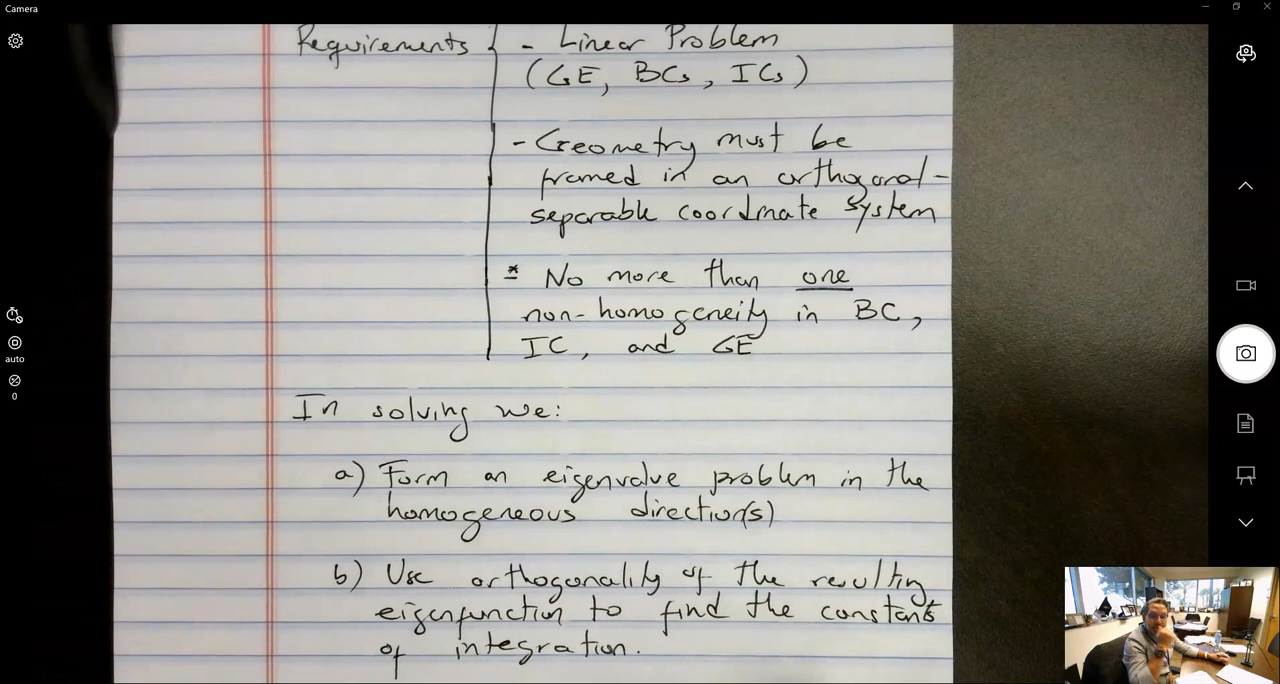 Camera
Requirements - Linear Problem
(GE, BCs, ICs)
- Geometry must be
framed in an orthogonal-
separable coordinate system
* No more than one
non-homogeneity in BC,
IC, and GE
In solving we:
a) Form an eigenvalue problem in the
homogeneous direction(s)
b) Use orthogonality of the resulting
eigenfunction to find the constants
of integration.
auto
0